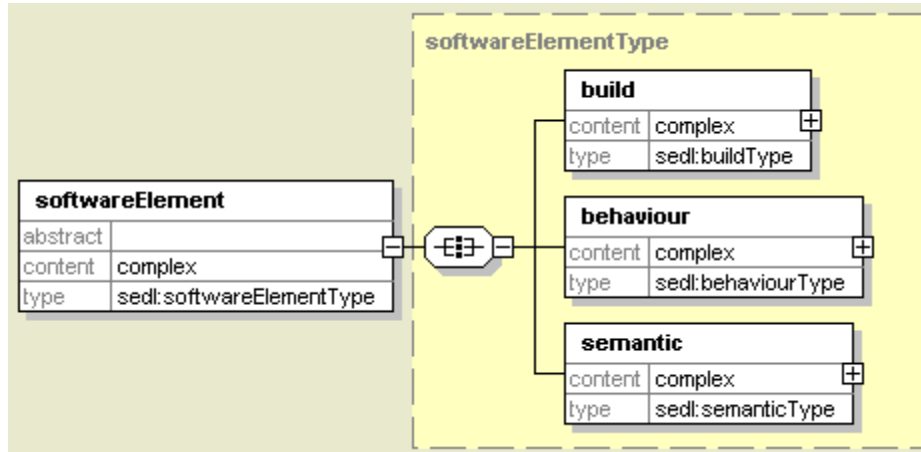 softwareElementType
build
content complex
type sedl:buildType
softwareElement
abstract
content complex
type sedl:softwareElementType
behaviour
content complex
type sedl:behaviourType
semantic
content complex
type sedl:semanticType